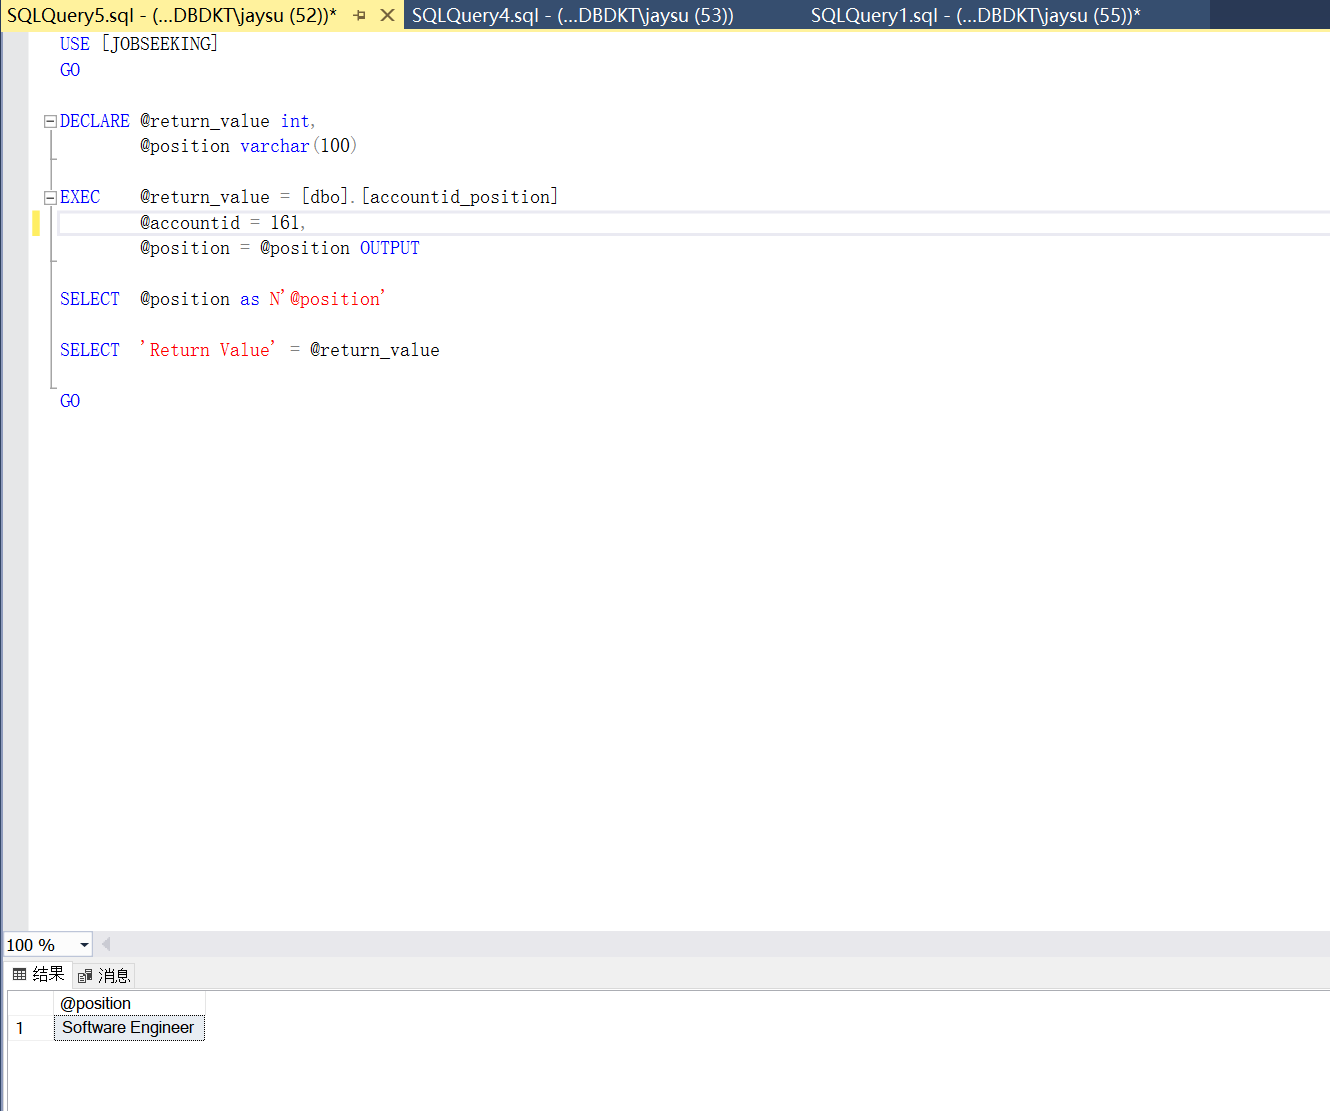 SQLQuery5.sql - (...DBDKT\jaysu (52))* SQLQuery4.sql - (...DBDKT\jaysu (53)) SQLQuery1.sql - (...DBDKT\jaysu (55))*
USE [JOBSEEKING]
GO
DECLARE @return_value int,
@position varchar(100)
EXEC @return_value = [dbo].[accountid_position]
@accountid = 161,
@position = @position OUTPUT
SELECT @position as N'@position'
SELECT 'Return Value' = @return_value
GO
100 %
结果 消息
@position
1 Software Engineer